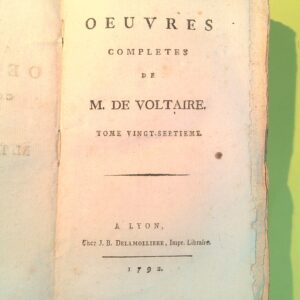 OEUVRES
COMPLETES
DE
M. DE VOLTAIRE.
TOME VINGT-SEPTIEME.
A LYON,
Chez J. B. DELAMOLLIERE, Impr. Libraire.
1792.